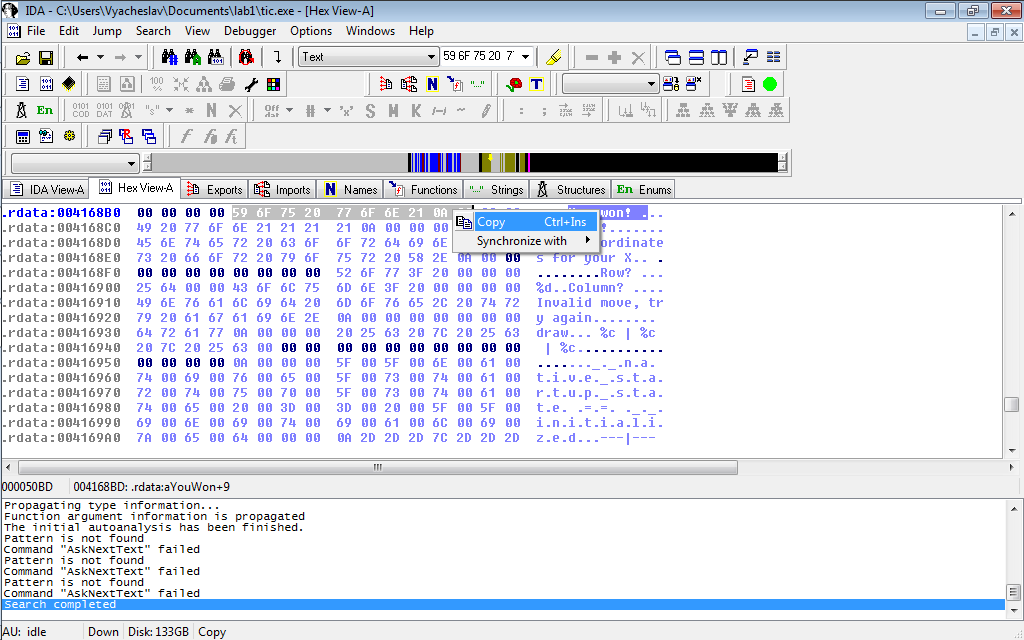 IDA - C:\Users\Vyacheslav\Documents\lab1\tic.exe - [Hex View-A]
File Edit Jump Search View Debugger Options Windows Help
Text 59 6F 75 20 7
En
IDA View-A Hex View-A Exports Imports N Names Functions Strings Structures En Enums
.rdata:004168B0 00 00 00 00 59 6F 75 20 77 6F 6E 21 0A won! ...
.rdata:004168C0 49 20 77 6F 6E 21 21 21 21 0A 00 00 00
.rdata:004168D0 45 6E 74 65 72 20 63 6F 6F 72 64 69 6E ordinate
.rdata:004168E0 73 20 66 6F 72 20 79 6F 75 72 20 58 2E 0A 00 00 s for your X.. .
.rdata:004168F0 00 00 00 00 00 00 00 00 52 6F 77 3F 20 00 00 00 ........Row? ...
.rdata:00416900 25 64 00 00 43 6F 6C 75 6D 6E 3F 20 00 00 00 00 %d..Column? ....
.rdata:00416910 49 6E 76 61 6C 69 64 20 6D 6F 76 65 2C 20 74 72 Invalid move, tr
.rdata:00416920 79 20 61 67 61 69 6E 2E 0A 00 00 00 00 00 00 00 y again.........
.rdata:00416930 64 72 61 77 0A 00 00 00 20 25 63 20 7C 20 25 63 draw... %c | %c
.rdata:00416940 20 7C 20 25 63 00 00 00 00 00 00 00 00 00 00 00 | %c...........
.rdata:00416950 00 00 00 00 0A 00 00 00 5F 00 5F 00 6E 00 61 00 ........_._.n.a.
.rdata:00416960 74 00 69 00 76 00 65 00 5F 00 73 00 74 00 61 00 t.i.v.e._.s.t.a.
.rdata:00416970 72 00 74 00 75 00 70 00 5F 00 73 00 74 00 61 00 r.t.u.p._.s.t.a.
.rdata:00416980 74 00 65 00 20 00 3D 00 3D 00 20 00 5F 00 5F 00 t.e. .=.=. ._._.
.rdata:00416990 69 00 6E 00 69 00 74 00 69 00 61 00 6C 00 69 00 i.n.i.t.i.a.l.i.
.rdata:004169A0 7A 00 65 00 64 00 00 00 0A 2D 2D 2D 7C 2D 2D 2D z.e.d....---|---
Copy Ctrl+Ins
Synchronize with
000050BD 004168BD: .rdata:aYouWon+9
Propagating type information...
Function argument information is propagated
The initial autoanalysis has been finished.
Pattern is not found
Command "AskNextText" failed
Pattern is not found
Command "AskNextText" failed
Pattern is not found
Command "AskNextText" failed
Search completed
AU: idle Down Disk: 133GB Copy